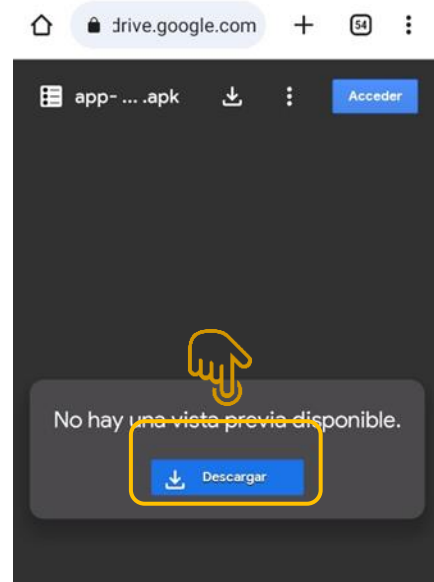 drive.google.com
54
app- ... .apk
Acceder
No hay una vista previa disponible.
Descargar